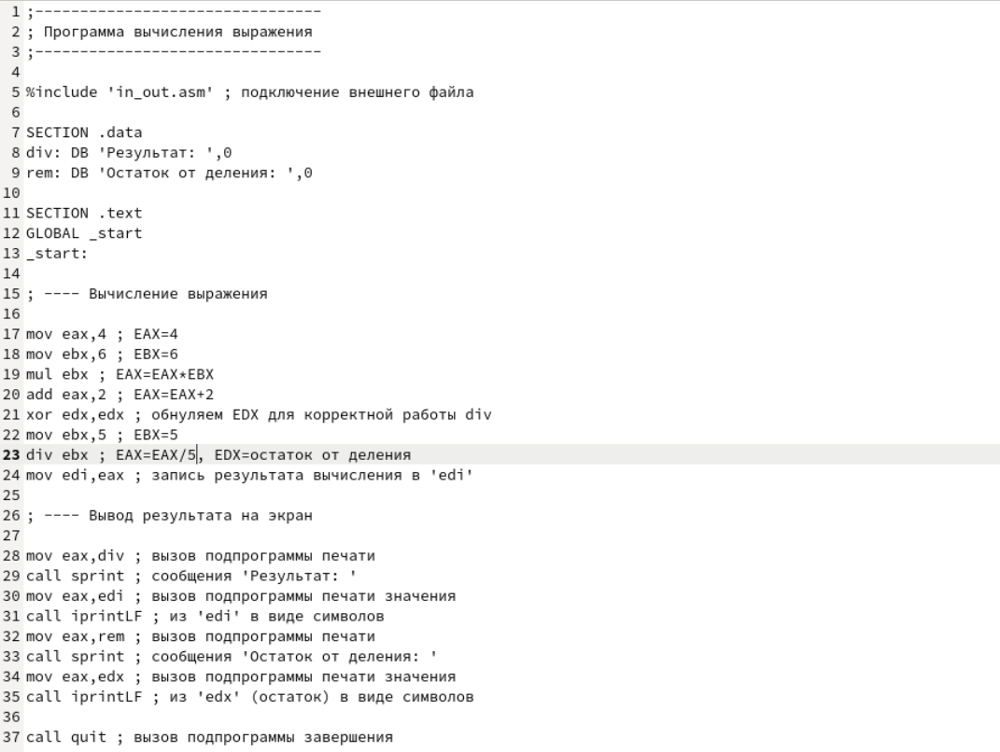 1 ;--------------------------------
2 ; Программа вычисления выражения
3 ;--------------------------------
4
5 %include 'in_out.asm' ; подключение внешнего файла
6
7 SECTION .data
8 div: DB 'Результат: ',0
9 rem: DB 'Остаток от деления: ',0
10
11 SECTION .text
12 GLOBAL _start
13 _start:
14
15 ; ---- Вычисление выражения
16
17 mov eax,4 ; EAX=4
18 mov ebx,6 ; EBX=6
19 mul ebx ; EAX=EAX*EBX
20 add eax,2 ; EAX=EAX+2
21 xor edx,edx ; обнуляем EDX для корректной работы div
22 mov ebx,5 ; EBX=5
23 div ebx ; EAX=EAX/5, EDX=остаток от деления
24 mov edi,eax ; запись результата вычисления в 'edi'
25
26 ; ---- Вывод результата на экран
27
28 mov eax,div ; вызов подпрограммы печати
29 call sprint ; сообщения 'Результат: '
30 mov eax,edi ; вызов подпрограммы печати значения
31 call iprintLF ; из 'edi' в виде символов
32 mov eax,rem ; вызов подпрограммы печати
33 call sprint ; сообщения 'Остаток от деления: '
34 mov eax,edx ; вызов подпрограммы печати значения
35 call iprintLF ; из 'edx' (остаток) в виде символов
36
37 call quit ; вызов подпрограммы завершения